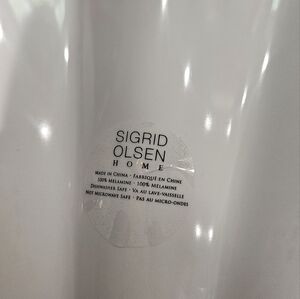 SIGRID
OLSEN
HOME
MADE IN CHINA · FABRIQUÉ EN CHINE
100% MELAMINE · 100% MÉLAMINE
DISHWASHER SAFE · VA AU LAVE-VAISSELLE
NOT MICROWAVE SAFE · PAS AU MICRO-ONDES